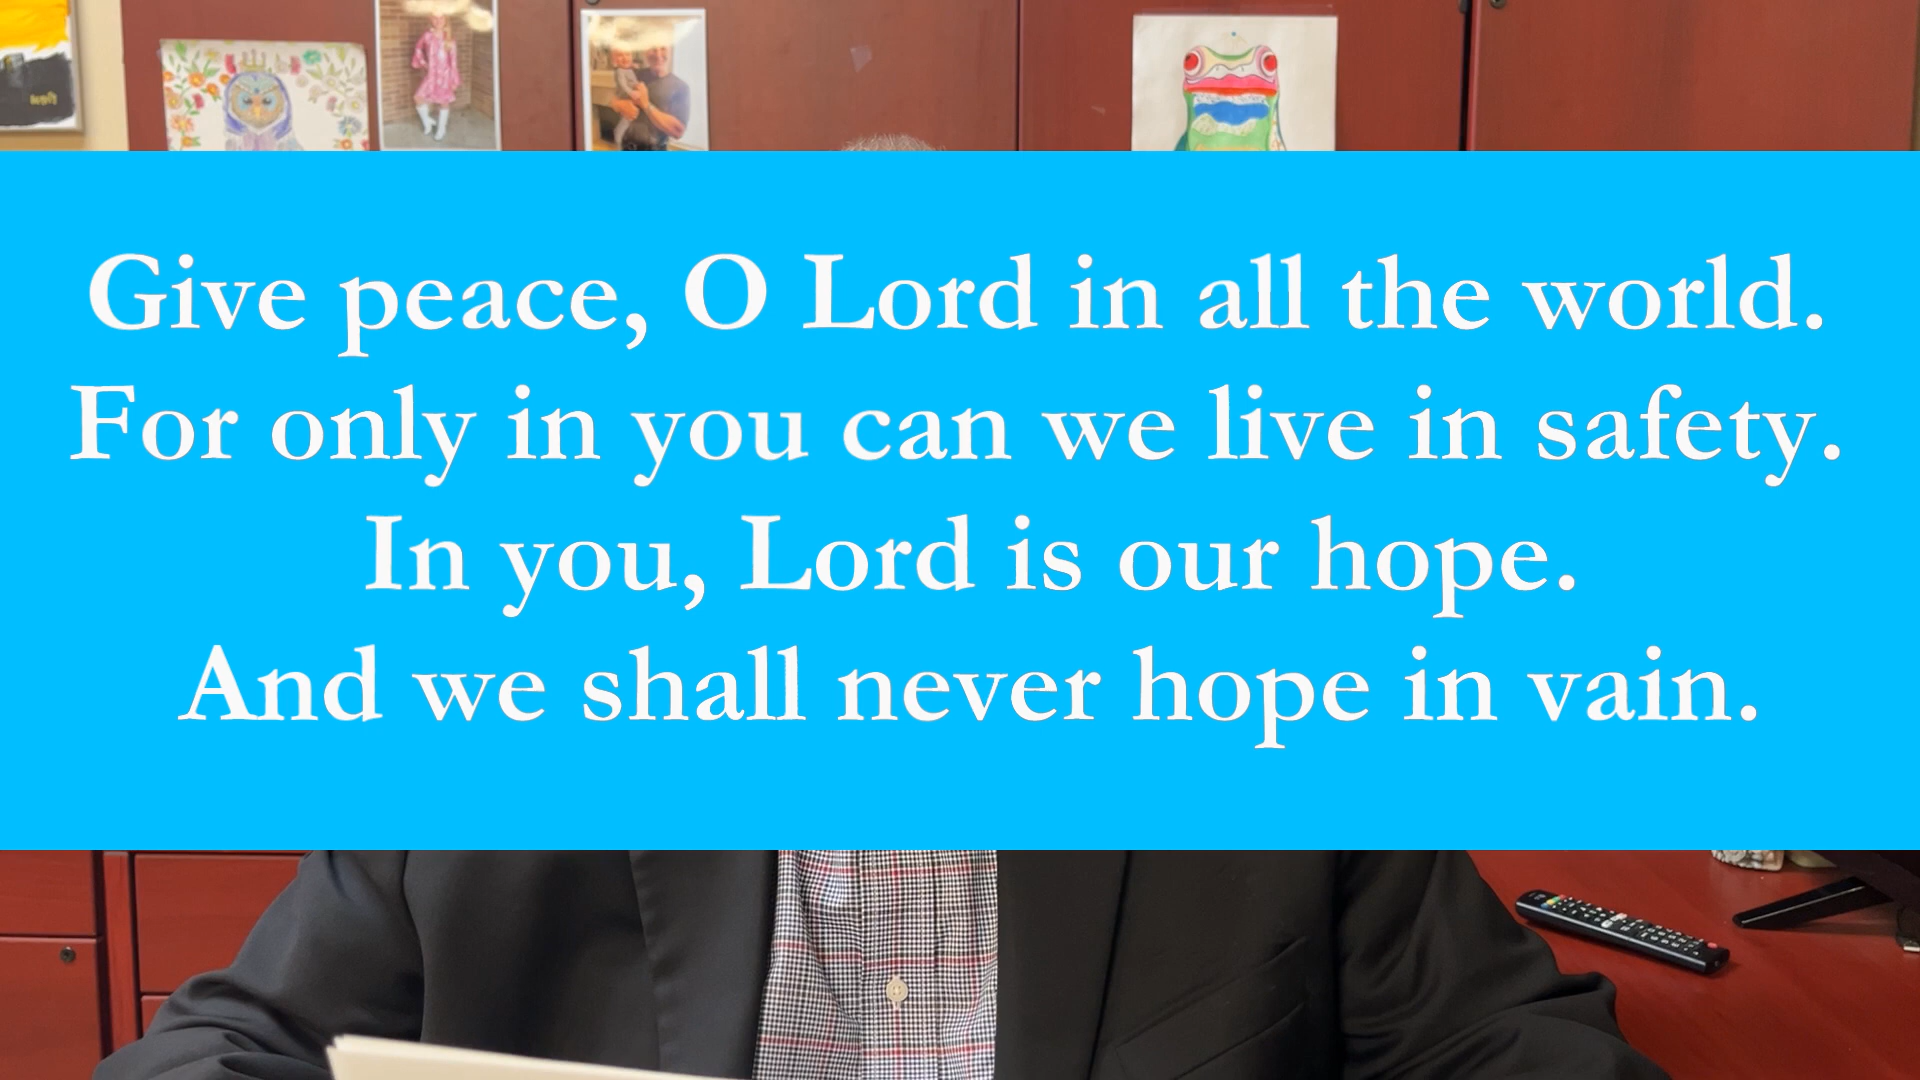 Give peace, O Lord in all the world.
For only in you can we live in safety.
In you, Lord is our hope.
And we shall never hope in vain.